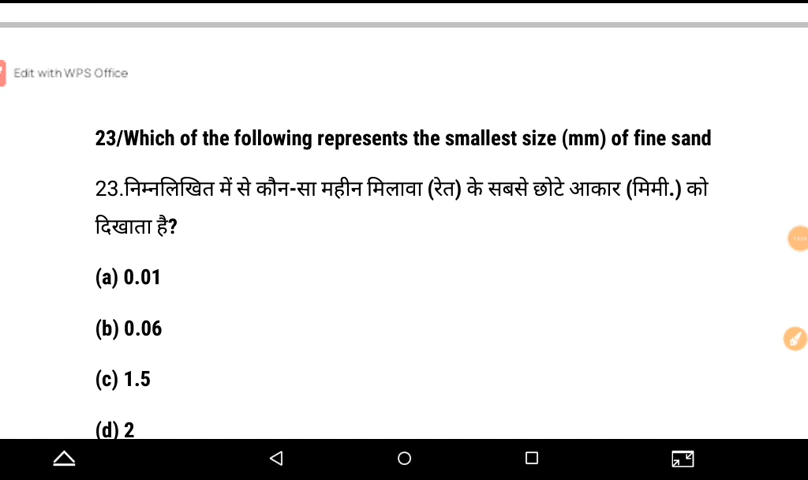 Edit with WPS Office
23/Which of the following represents the smallest size (mm) of fine sand
23.निम्नलिखित में से कौन-सा महीन मिलावा (रेत) के सबसे छोटे आकार (मिमी.) को
दिखाता है?
(a) 0.01
(b) 0.06
(c) 1.5
(d) 2